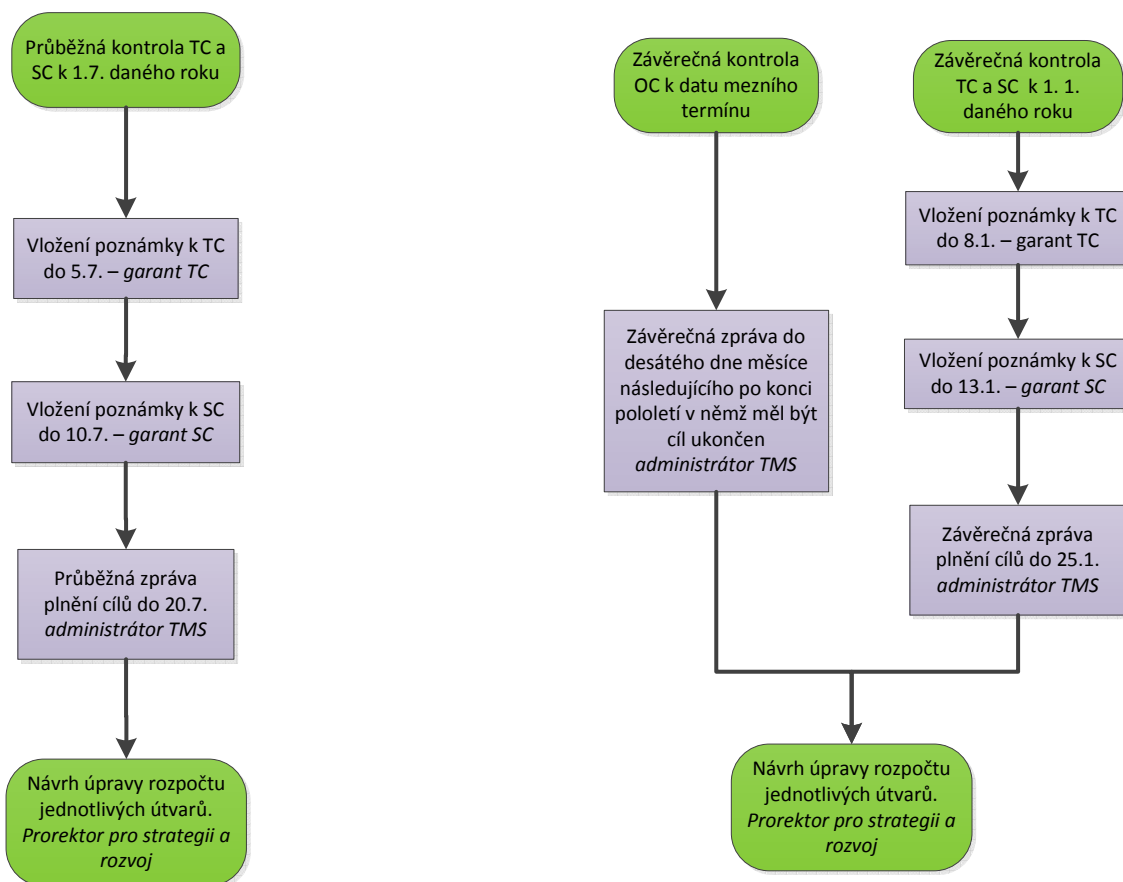 Průběžná kontrola TC a
SC k 1.7. daného roku
Vložení poznámky k TC
do 5.7. – garant TC
Vložení poznámky k SC
do 10.7. – garant SC
Průběžná zpráva
plnění cílů do 20.7.
administrátor TMS
Návrh úpravy rozpočtu
jednotlivých útvarů.
Prorektor pro strategii a
rozvoj
Závěrečná kontrola
OC k datu mezního
termínu
Závěrečná zpráva do
desátého dne měsíce
následujícího po konci
pololetí v němž měl být
cíl ukončen
administrátor TMS
Závěrečná kontrola
TC a SC  k 1. 1.
daného roku
Vložení poznámky k TC
do 8.1. – garant TC
Vložení poznámky k SC
do 13.1. – garant SC
Závěrečná zpráva
plnění cílů do 25.1.
administrátor TMS
Návrh úpravy rozpočtu
jednotlivých útvarů.
Prorektor pro strategii a
rozvoj